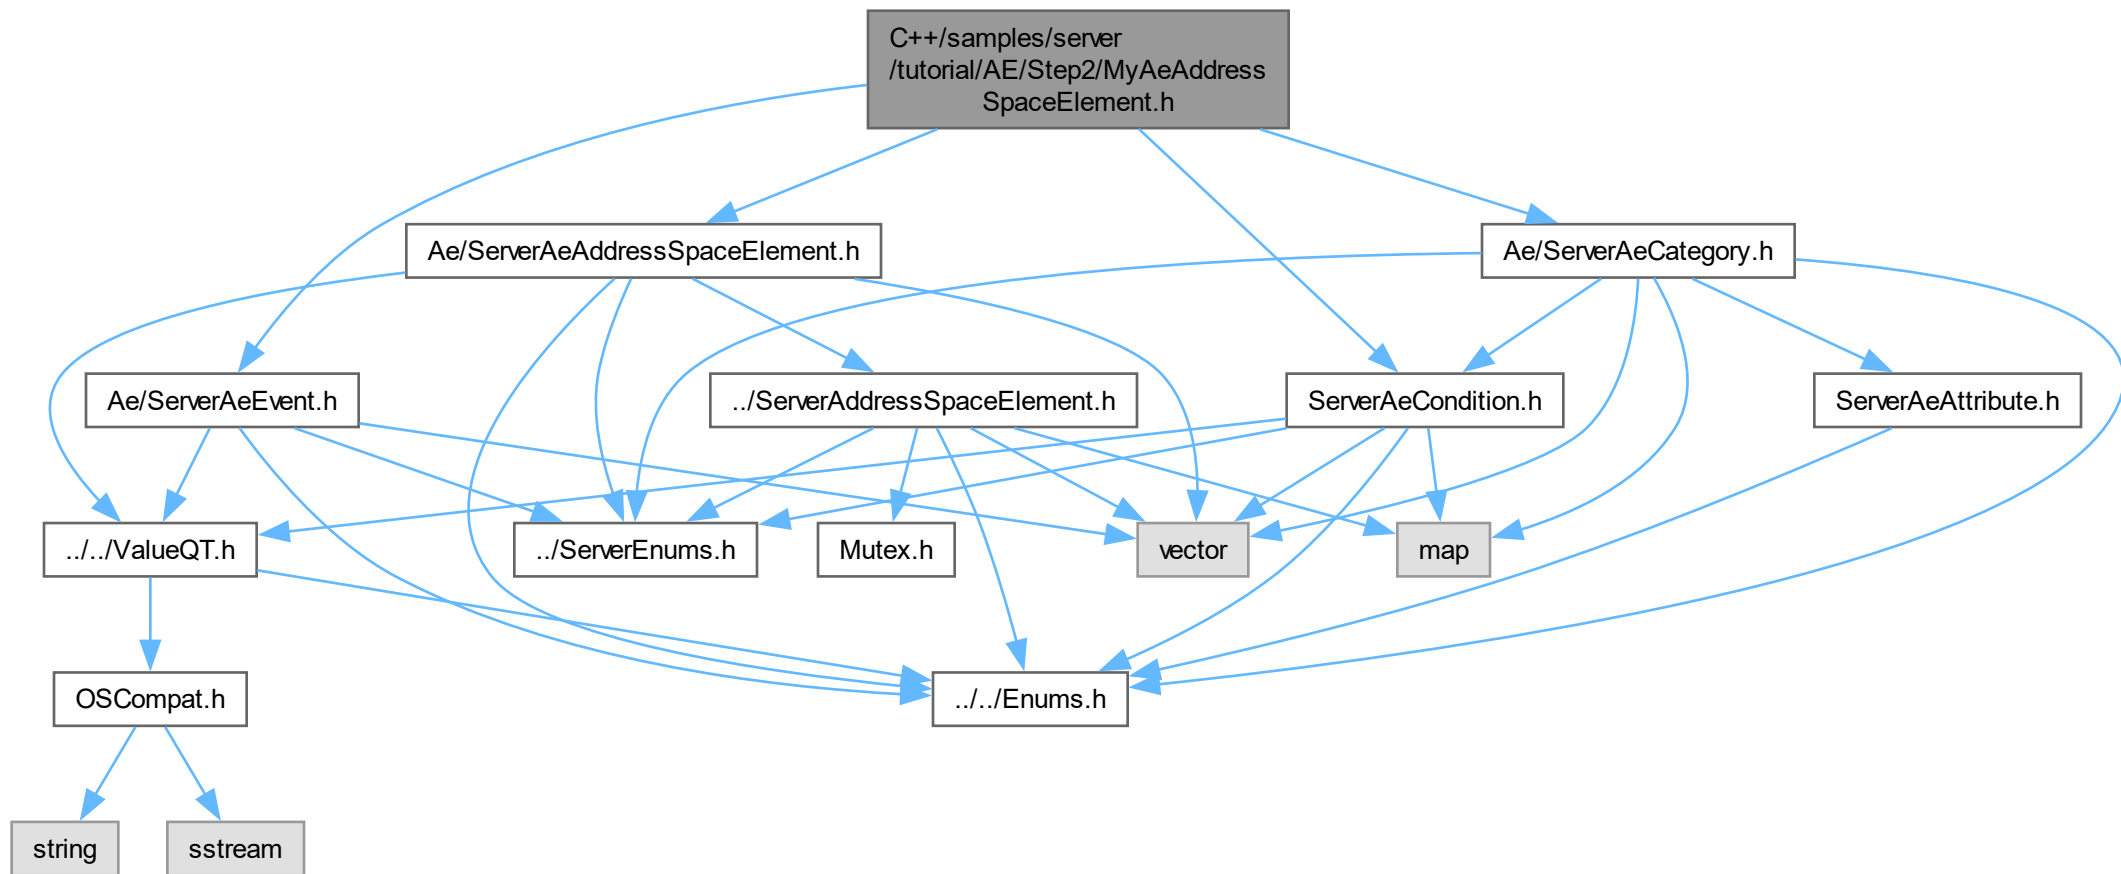 C++/samples/server
/tutorial/AE/Step2/MyAeAddress
SpaceElement.h
Ae/ServerAeAddressSpaceElement.h
Ae/ServerAeCategory.h
Ae/ServerAeEvent.h
../ServerAddressSpaceElement.h
ServerAeCondition.h
ServerAeAttribute.h
../../ValueQT.h
../ServerEnums.h
Mutex.h
vector
map
OSCompat.h
../../Enums.h
string
sstream